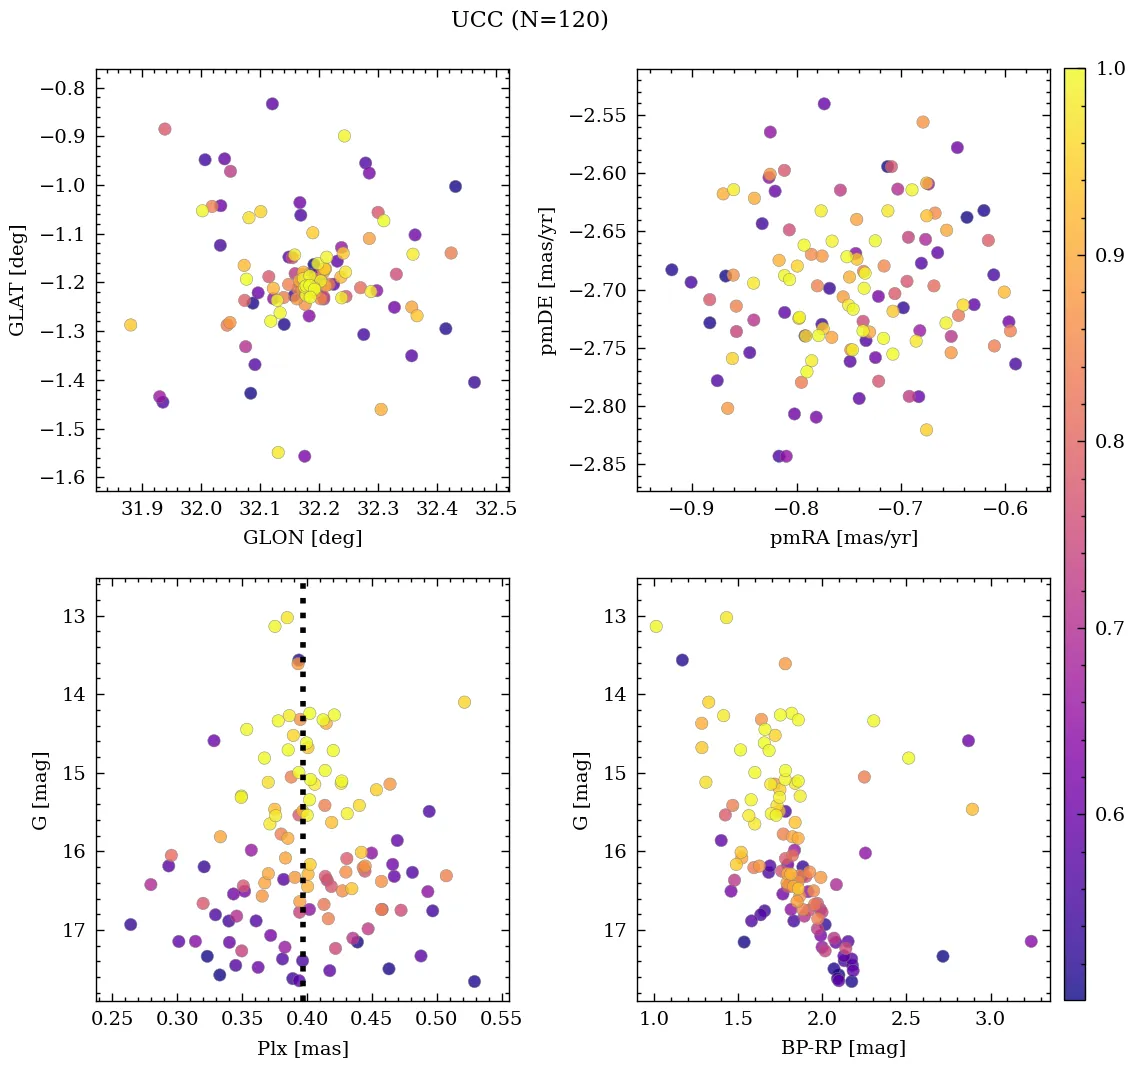 UCC (N=120)
−0.8
−0.9
−1.0
−1.1
−1.2
−1.3
−1.4
−1.5
−1.6
GLAT [deg]
31.9 32.0 32.1 32.2 32.3 32.4 32.5
GLON [deg]
−2.55
−2.60
−2.65
−2.70
−2.75
−2.80
−2.85
pmDE [mas/yr]
−0.9 −0.8 −0.7 −0.6
pmRA [mas/yr]
13
14
15
16
17
G [mag]
0.25 0.30 0.35 0.40 0.45 0.50 0.55
Plx [mas]
13
14
15
16
17
G [mag]
1.0 1.5 2.0 2.5 3.0
BP-RP [mag]
1.0
0.9
0.8
0.7
0.6